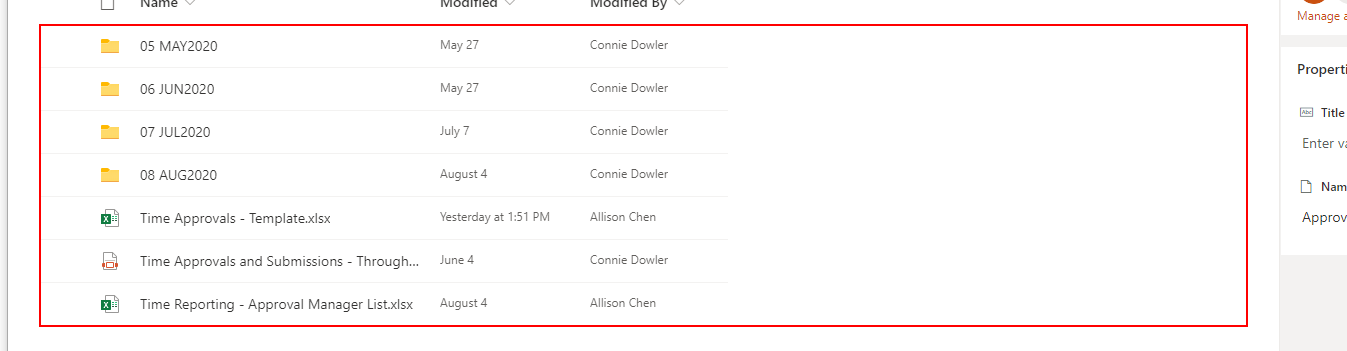 Name Modified Modified By
05 MAY2020 May 27 Connie Dowler
06 JUN2020 May 27 Connie Dowler
07 JUL2020 July 7 Connie Dowler
08 AUG2020 August 4 Connie Dowler
Time Approvals - Template.xlsx Yesterday at 1:51 PM Allison Chen
Time Approvals and Submissions - Through... June 4 Connie Dowler
Time Reporting - Approval Manager List.xlsx August 4 Allison Chen
Manage a
Properti
Abc Title
Enter va
Nam
Approv